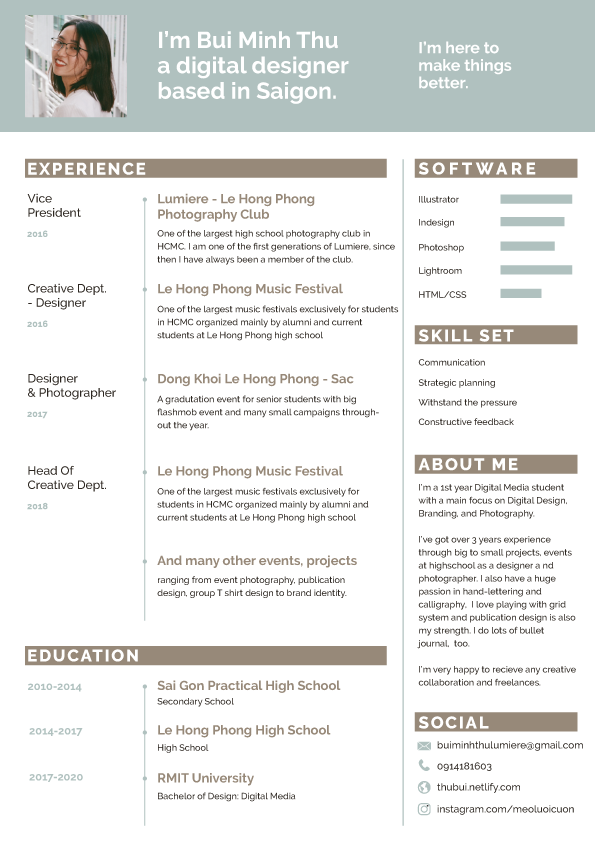 I'm Bui Minh Thu
a digital designer
based in Saigon.
I'm here to
make things
better.
EXPERIENCE
Vice
President
2016
Lumiere - Le Hong Phong
Photography Club
One of the largest high school photography club in
HCMC. I am one of the first generations of Lumiere, since
then I have always been a member of the club.
Creative Dept.
- Designer
2016
Le Hong Phong Music Festival
One of the largest music festivals exclusively for students
in HCMC organized mainly by alumni and current
students at Le Hong Phong high school
Designer
& Photographer
2017
Dong Khoi Le Hong Phong - Sac
A gradutation event for senior students with big
flashmob event and many small campaigns through-
out the year.
Head Of
Creative Dept.
2018
Le Hong Phong Music Festival
One of the largest music festivals exclusively for
students in HCMC organized mainly by alumni and
current students at Le Hong Phong high school
And many other events, projects
ranging from event photography, publication
design, group T shirt design to brand identity.
EDUCATION
2010-2014
Sai Gon Practical High School
Secondary School
2014-2017
Le Hong Phong High School
High School
2017-2020
RMIT University
Bachelor of Design: Digital Media
SOFTWARE
Illustrator
Indesign
Photoshop
Lightroom
HTML/CSS
SKILL SET
Communication
Strategic planning
Withstand the pressure
Constructive feedback
ABOUT ME
I'm a 1st year Digital Media student
with a main focus on Digital Design,
Branding, and Photography.
I've got over 3 years experience
through big to small projects, events
at highschool as a designer a nd
photographer. I also have a huge
passion in hand-lettering and
calligraphy, I love playing with grid
system and publication design is also
my strength. I do lots of bullet
journal, too.
I'm very happy to recieve any creative
collaboration and freelances.
SOCIAL
buiminhthulumiere@gmail.com
0914181603
thubui.netlify.com
instagram.com/meoluoicuon